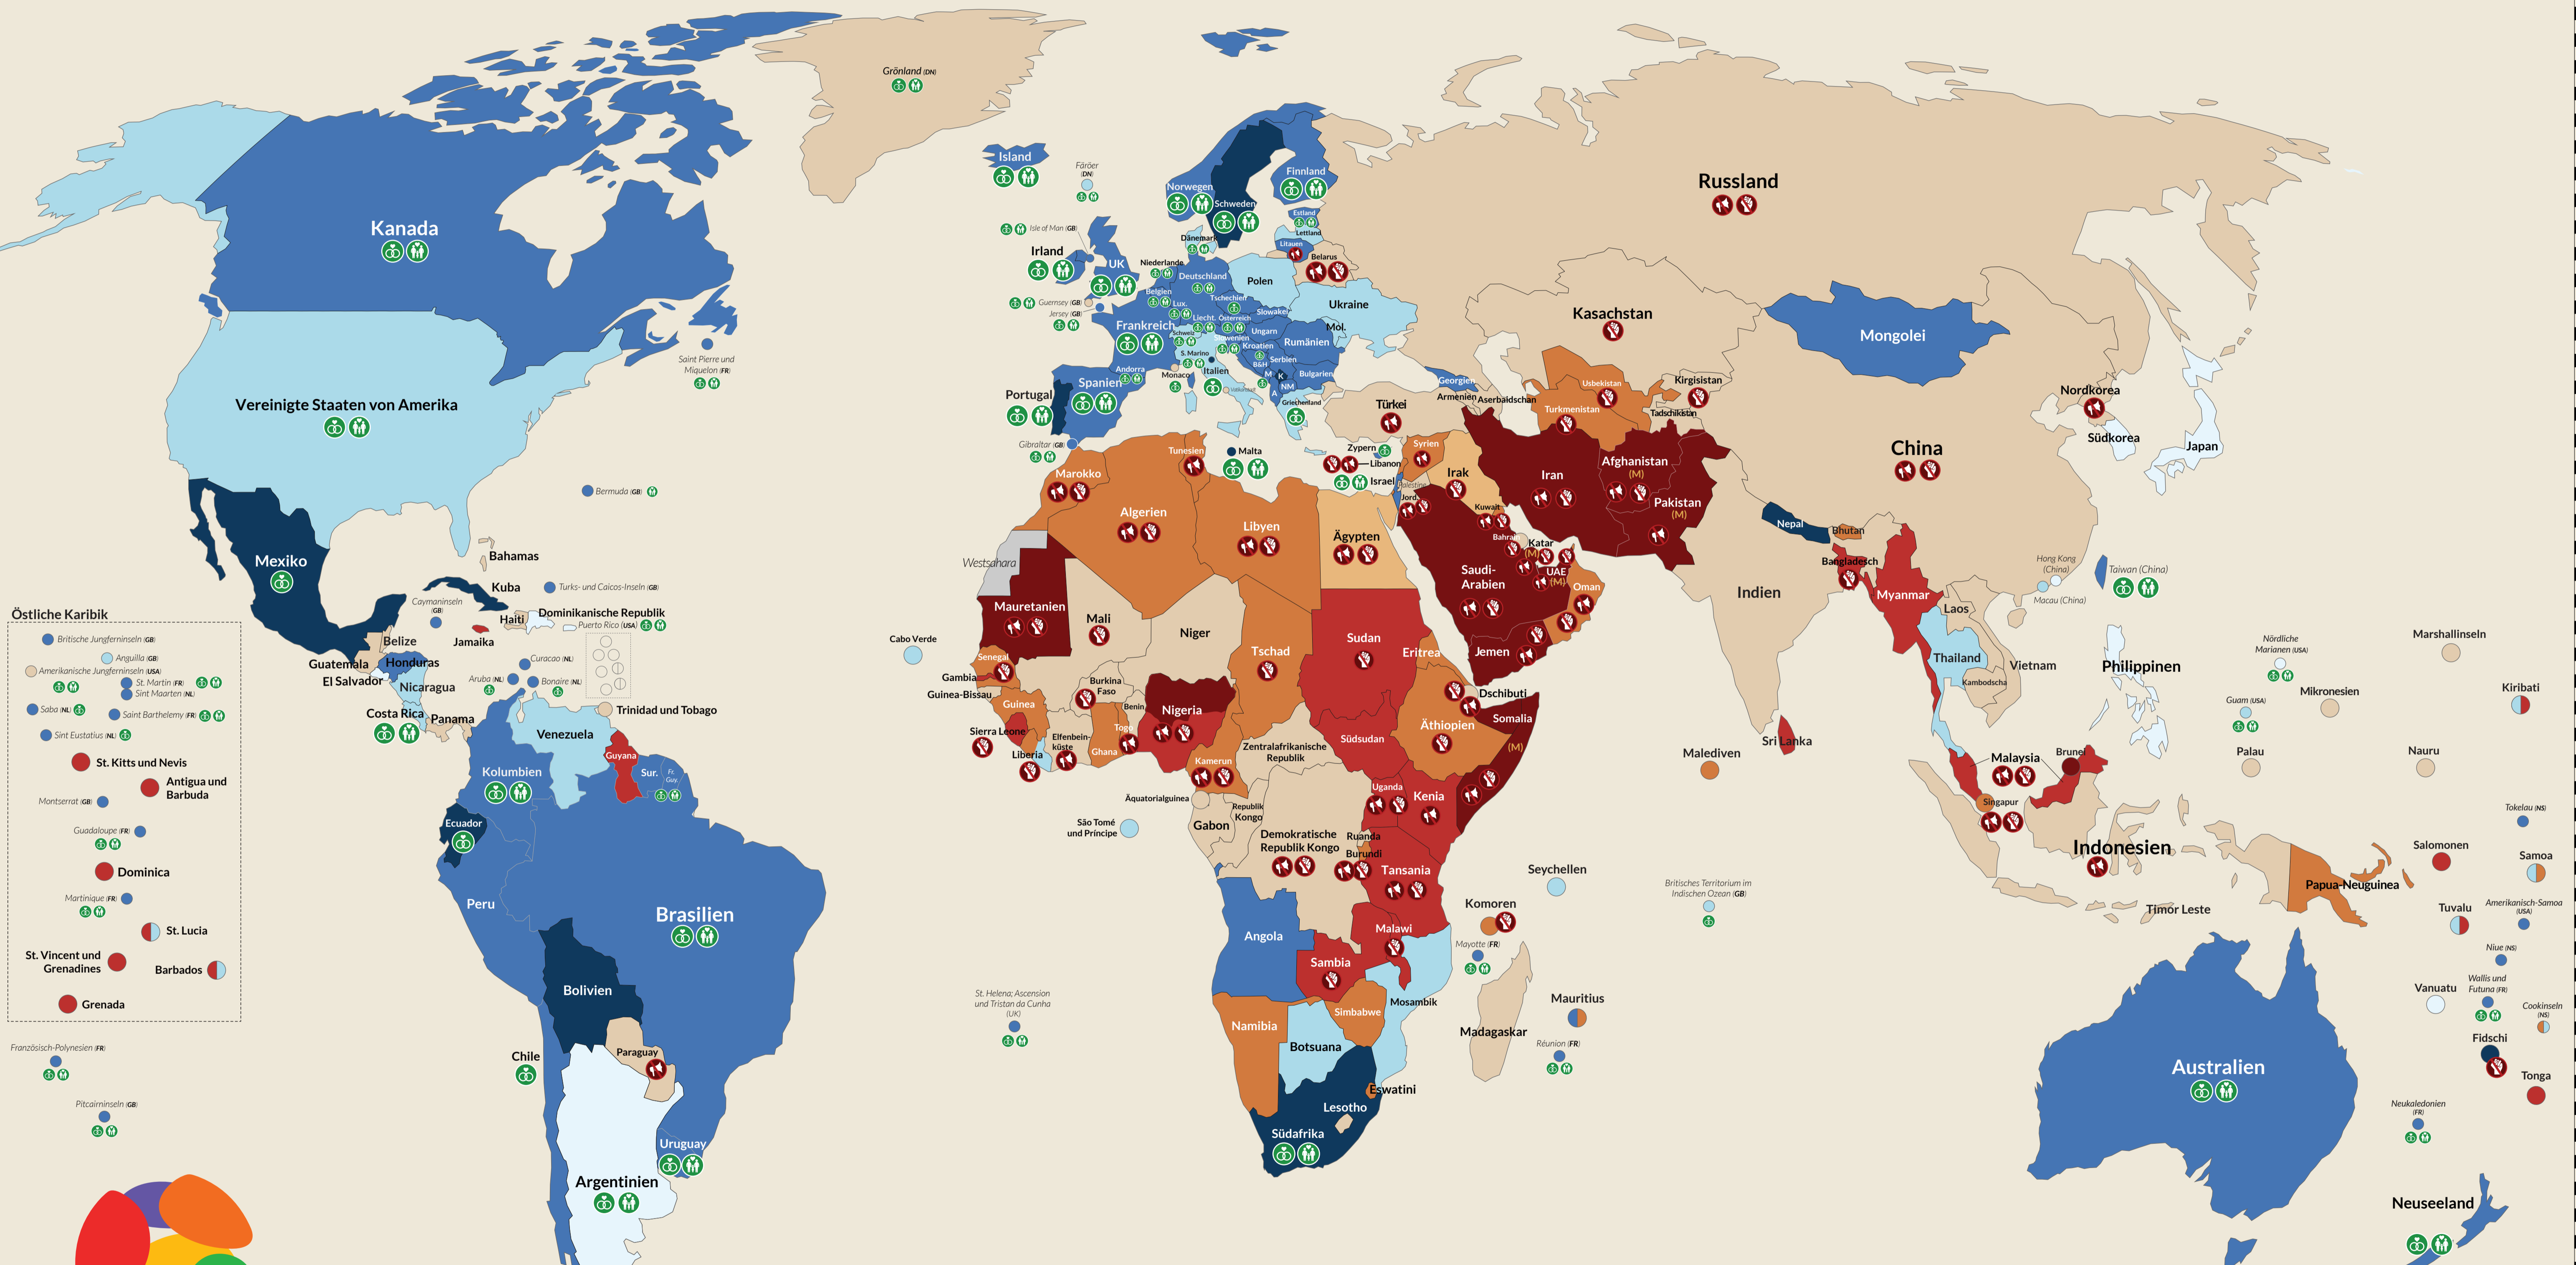 Grönland (DN)
Island
Färöer
(DN)
Norwegen
Schweden
Finnland
Estland
Lettland
Litauen
Belarus
Dänemark
Isle of Man (GB)
Irland
UK
Guernsey (GB)
Jersey (GB)
Niederlande
Deutschland
Belgien
Lux.
Polen
Tschechien
Slowakei
Ukraine
Mol.
Frankreich
Liecht.
Österreich
Schweiz
Ungarn
Slowenien
Kroatien
Rumänien
S. Marino
B&H
Serbien
Andorra
Monaco
Italien
Vatikanstadt
M
K
NM
A
Bulgarien
Griechenland
Portugal
Spanien
Gibraltar (GB)
Malta
Russland
Kasachstan
Mongolei
Georgien
Armenien
Aserbaidschan
Usbekistan
Turkmenistan
Kirgisistan
Tadschikistan
Türkei
Zypern
Libanon
Israel
Palestine
Syrien
Jord.
Irak
Iran
Kuwait
Bahrain
Katar
(M)
UAE
(M)
Oman
Saudi-
Arabien
Jemen
Afghanistan
(M)
Pakistan
(M)
Nepal
Bhutan
Bangladesch
Indien
China
Nordkorea
Südkorea
Japan
Hong Kong
(China)
Macau (China)
Taiwan (China)
Myanmar
Laos
Thailand
Vietnam
Kambodscha
Philippinen
Sri Lanka
Malediven
Malaysia
Brunei
Singapur
Indonesien
Timor Leste
Papua-Neuguinea
Britisches Territorium im
Indischen Ozean (GB)
Kanada
Vereinigte Staaten von Amerika
Saint Pierre und
Miquelon (FR)
Bermuda (GB)
Mexiko
Bahamas
Kuba
Turks- und Caicos-Inseln (GB)
Caymaninseln
(GB)
Jamaika
Haiti
Dominikanische Republik
Puerto Rico (USA)
Belize
Guatemala
Honduras
El Salvador
Nicaragua
Costa Rica
Panama
Aruba (NL)
Curacao (NL)
Bonaire (NL)
Trinidad und Tobago
Venezuela
Guyana
Sur.
Fr.
Guy.
Kolumbien
Ecuador
Peru
Brasilien
Bolivien
Paraguay
Chile
Uruguay
Argentinien
Östliche Karibik
Britische Jungferninseln (GB)
Anguilla (GB)
Amerikanische Jungferninseln (USA)
St. Martin (FR)
Sint Maarten (NL)
Saba (NL)
Saint Barthelemy (FR)
Sint Eustatius (NL)
St. Kitts und Nevis
Antigua und
Barbuda
Montserrat (GB)
Guadaloupe (FR)
Dominica
Martinique (FR)
St. Lucia
St. Vincent und
Grenadines
Barbados
Grenada
Französisch-Polynesien (FR)
Pitcairninseln (GB)
Marokko
Tunesien
Algerien
Libyen
Ägypten
Westsahara
Mauretanien
Mali
Niger
Tschad
Sudan
Eritrea
Cabo Verde
Senegal
Gambia
Guinea-Bissau
Guinea
Sierra Leone
Liberia
Elfenbein-
küste
Burkina
Faso
Ghana
Togo
Benin
Nigeria
Kamerun
Zentralafrikanische
Republik
Südsudan
Äthiopien
Dschibuti
Somalia
(M)
Äquatorialguinea
São Tomé
und Príncipe
Gabon
Republik
Kongo
Demokratische
Republik Kongo
Uganda
Kenia
Ruanda
Burundi
Tansania
Angola
Sambia
Malawi
Mosambik
Simbabwe
Namibia
Botsuana
Eswatini
Lesotho
Südafrika
Seychellen
Komoren
Mayotte (FR)
Madagaskar
Mauritius
Réunion (FR)
St. Helena; Ascension
und Tristan da Cunha
(UK)
Nördliche
Marianen (USA)
Guam (USA)
Marshallinseln
Mikronesien
Kiribati
Palau
Nauru
Tokelau (NS)
Salomonen
Samoa
Tuvalu
Amerikanisch-Samoa
(USA)
Niue (NS)
Vanuatu
Wallis und
Futuna (FR)
Cookinseln
(NS)
Fidschi
Tonga
Neukaledonien
(FR)
Australien
Neuseeland